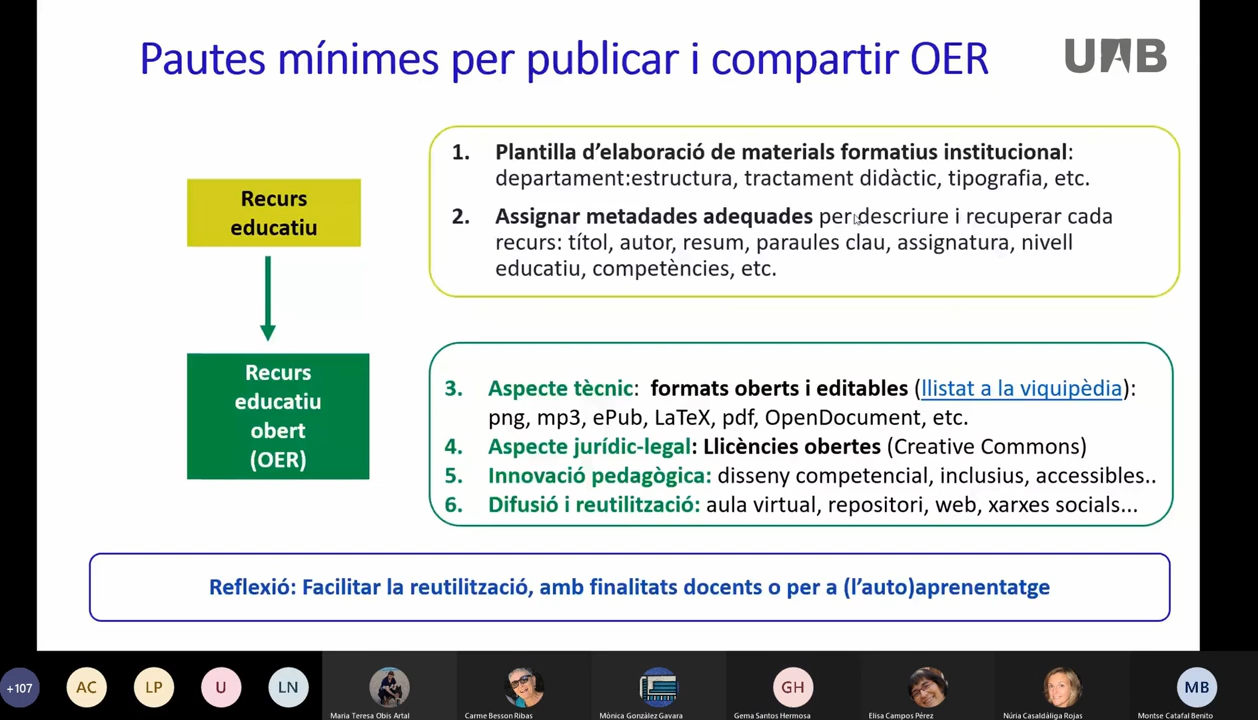 Pautes mínimes per publicar i compartir OER
UAB
Recurs
educatiu
1. Plantilla d’elaboració de materials formatius institucional:
departament:estructura, tractament didàctic, tipografia, etc.
2. Assignar metadades adequades per descriure i recuperar cada
recurs: títol, autor, resum, paraules clau, assignatura, nivell
educatiu, competències, etc.
Recurs
educatiu
obert
(OER)
3. Aspecte tècnic: formats oberts i editables (llistat a la viquipèdia):
png, mp3, ePub, LaTeX, pdf, OpenDocument, etc.
4. Aspecte jurídic-legal: Llicències obertes (Creative Commons)
5. Innovació pedagògica: disseny competencial, inclusius, accessibles..
6. Difusió i reutilització: aula virtual, repositori, web, xarxes socials...
Reflexió: Facilitar la reutilització, amb finalitats docents o per a (l’auto)aprenentatge
+107
AC
LP
U
LN
GH
MB
Maria Teresa Obis Artal
Carme Besson Ribas
Mònica González Gavara
Gema Santos Hermosa
Elisa Campos Pérez
Núria Casaldàliga Rojas
Montse Catafal Benito